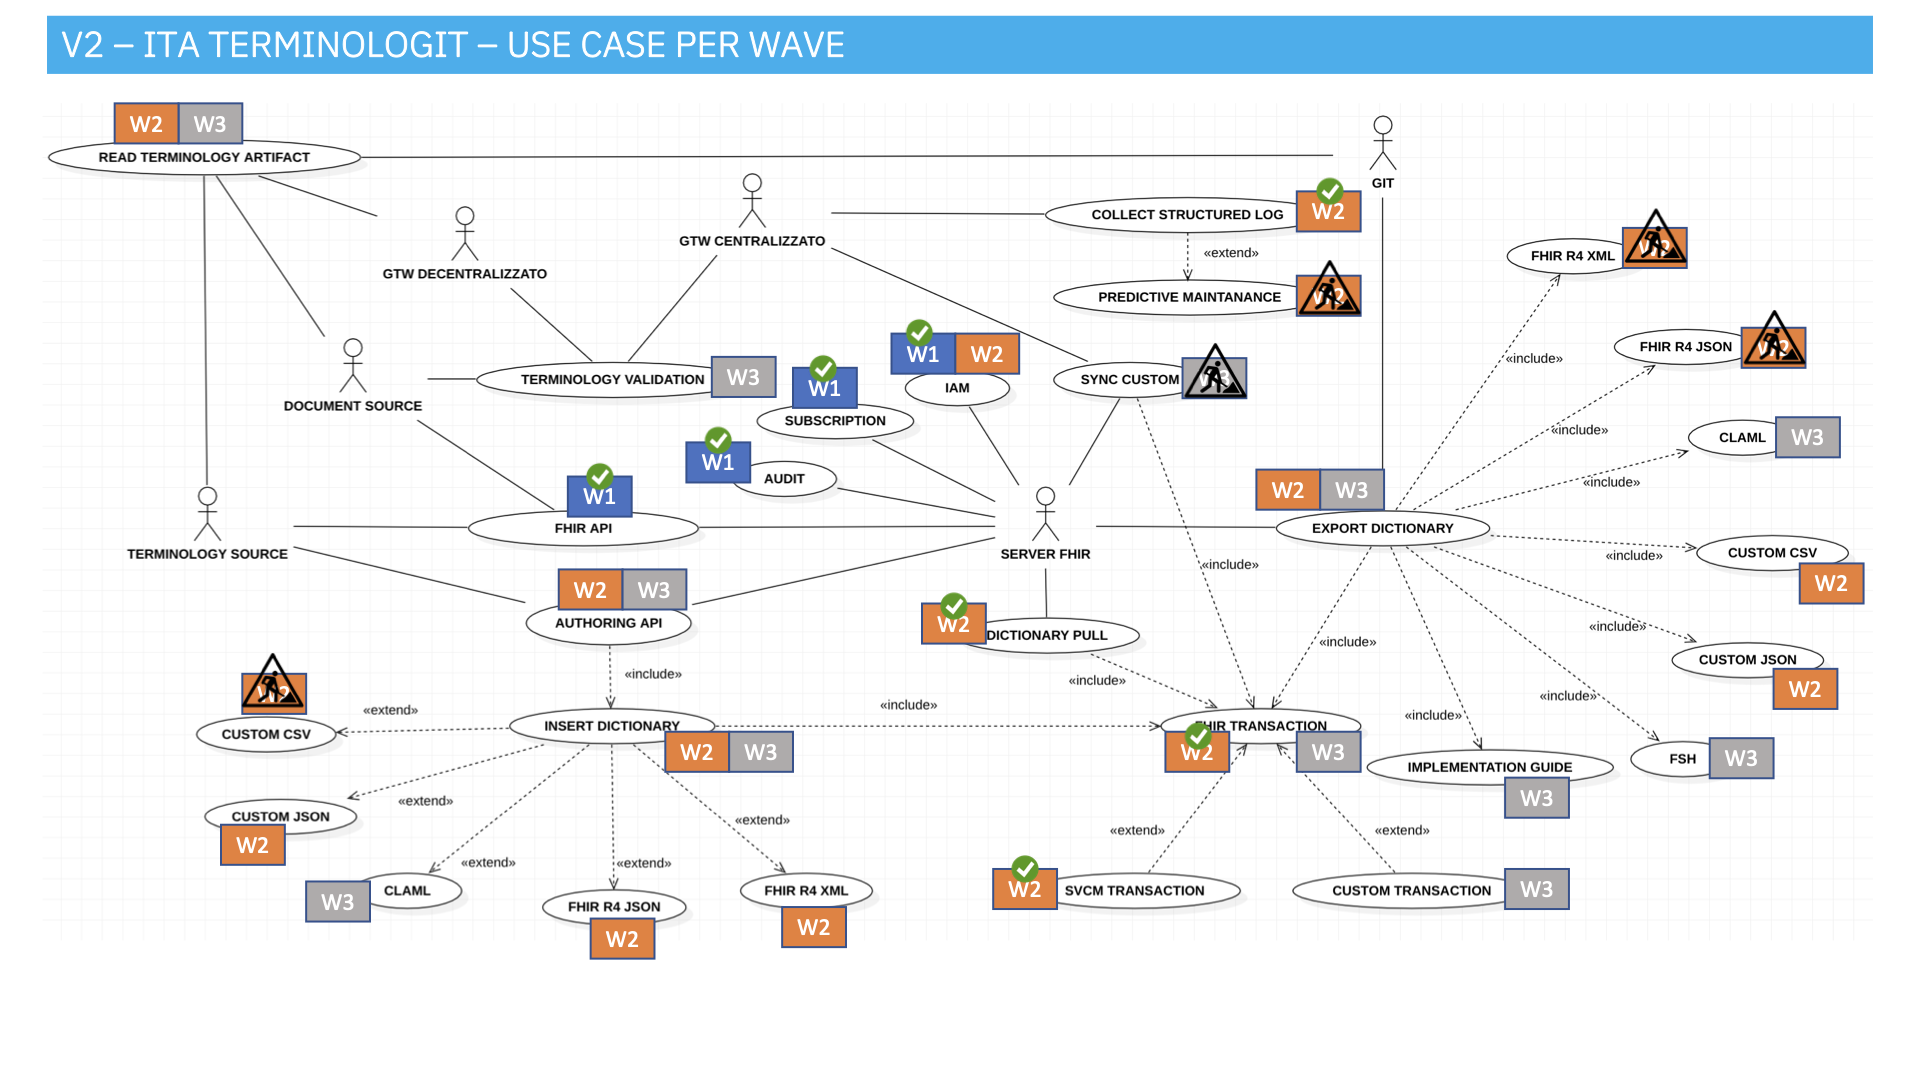 V2 – ITA TERMINOLOGIT – USE CASE PER WAVE
W2 W3
READ TERMINOLOGY ARTIFACT
GIT
GTW CENTRALIZZATO
GTW DECENTRALIZZATO
COLLECT STRUCTURED LOG
W2
«extend»
PREDICTIVE MAINTANANCE
FHIR R4 XML
FHIR R4 JSON
«include»
«include»
CLAML
W3
«include»
DOCUMENT SOURCE
TERMINOLOGY VALIDATION
W3
W1
SUBSCRIPTION
W1 W2
IAM
SYNC CUSTOM
W1
AUDIT
W1
FHIR API
TERMINOLOGY SOURCE
SERVER FHIR
W2 W3
EXPORT DICTIONARY
«include»
CUSTOM CSV
W2
«include»
W2 W3
AUTHORING API
W2
DICTIONARY PULL
«include»
«include»
«include»
CUSTOM JSON
W2
«include»
«include»
«include»
«include»
CUSTOM CSV
«extend»
INSERT DICTIONARY
W2 W3
«include»
FHIR TRANSACTION
W2
W3
IMPLEMENTATION GUIDE
W3
FSH
W3
CUSTOM JSON
W2
«extend»
«extend»
«extend»
«extend»
«extend»
«extend»
CLAML
W3
FHIR R4 JSON
W2
FHIR R4 XML
W2
W2
SVCM TRANSACTION
CUSTOM TRANSACTION
W3